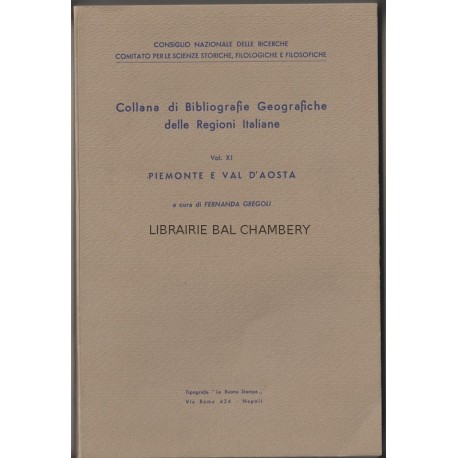 CONSIGLIO NAZIONALE DELLE RICERCHE
COMITATO PER LE SCIENZE STORICHE, FILOLOGICHE E FILOSOFICHE
Collana di Bibliografie Geografiche
delle Regioni Italiane
Vol. XI
PIEMONTE E VAL D'AOSTA
a cura di FERNANDA GREGOLI
LIBRAIRIE BAL CHAMBERY
Tipografia "La Buona Stampa"
Via Roma 424 - Napoli